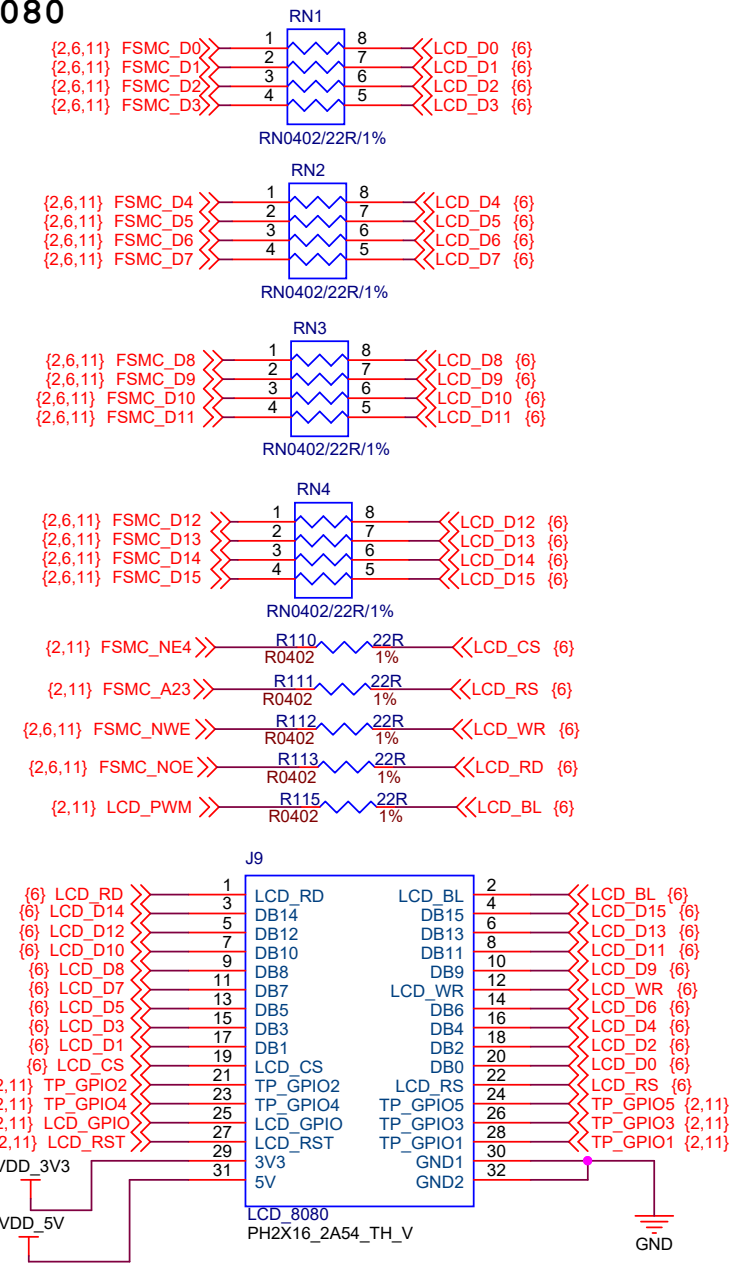 080
RN1
{2,6,11} FSMC_D0 1 8 LCD_D0 {6}
{2,6,11} FSMC_D1 2 7 LCD_D1 {6}
{2,6,11} FSMC_D2 3 6 LCD_D2 {6}
{2,6,11} FSMC_D3 4 5 LCD_D3 {6}
RN0402/22R/1%
RN2
{2,6,11} FSMC_D4 1 8 LCD_D4 {6}
{2,6,11} FSMC_D5 2 7 LCD_D5 {6}
{2,6,11} FSMC_D6 3 6 LCD_D6 {6}
{2,6,11} FSMC_D7 4 5 LCD_D7 {6}
RN0402/22R/1%
RN3
{2,6,11} FSMC_D8 1 8 LCD_D8 {6}
{2,6,11} FSMC_D9 2 7 LCD_D9 {6}
{2,6,11} FSMC_D10 3 6 LCD_D10 {6}
{2,6,11} FSMC_D11 4 5 LCD_D11 {6}
RN0402/22R/1%
RN4
{2,6,11} FSMC_D12 1 8 LCD_D12 {6}
{2,6,11} FSMC_D13 2 7 LCD_D13 {6}
{2,6,11} FSMC_D14 3 6 LCD_D14 {6}
{2,6,11} FSMC_D15 4 5 LCD_D15 {6}
RN0402/22R/1%
{2,11} FSMC_NE4 R110 22R LCD_CS {6}
R0402 1%
{2,11} FSMC_A23 R111 22R LCD_RS {6}
R0402 1%
{2,6,11} FSMC_NWE R112 22R LCD_WR {6}
R0402 1%
{2,6,11} FSMC_NOE R113 22R LCD_RD {6}
R0402 1%
{2,11} LCD_PWM R115 22R LCD_BL {6}
R0402 1%
J9
{6} LCD_RD 1 LCD_RD LCD_BL 2 LCD_BL {6}
{6} LCD_D14 3 DB14 DB15 4 LCD_D15 {6}
{6} LCD_D12 5 DB12 DB13 6 LCD_D13 {6}
{6} LCD_D10 7 DB10 DB11 8 LCD_D11 {6}
{6} LCD_D8 9 DB8 DB9 10 LCD_D9 {6}
{6} LCD_D7 11 DB7 LCD_WR 12 LCD_WR {6}
{6} LCD_D5 13 DB5 DB6 14 LCD_D6 {6}
{6} LCD_D3 15 DB3 DB4 16 LCD_D4 {6}
{6} LCD_D1 17 DB1 DB2 18 LCD_D2 {6}
{6} LCD_CS 19 LCD_CS DB0 20 LCD_D0 {6}
2,11} TP_GPIO2 21 TP_GPIO2 LCD_RS 22 LCD_RS {6}
2,11} TP_GPIO4 23 TP_GPIO4 TP_GPIO5 24 TP_GPIO5 {2,11}
2,11} LCD_GPIO 25 LCD_GPIO TP_GPIO3 26 TP_GPIO3 {2,11}
2,11} LCD_RST 27 LCD_RST TP_GPIO1 28 TP_GPIO1 {2,11}
VDD_3V3 29 3V3 GND1 30
31 5V GND2 32
VDD_5V
LCD_8080
PH2X16_2A54_TH_V
GND